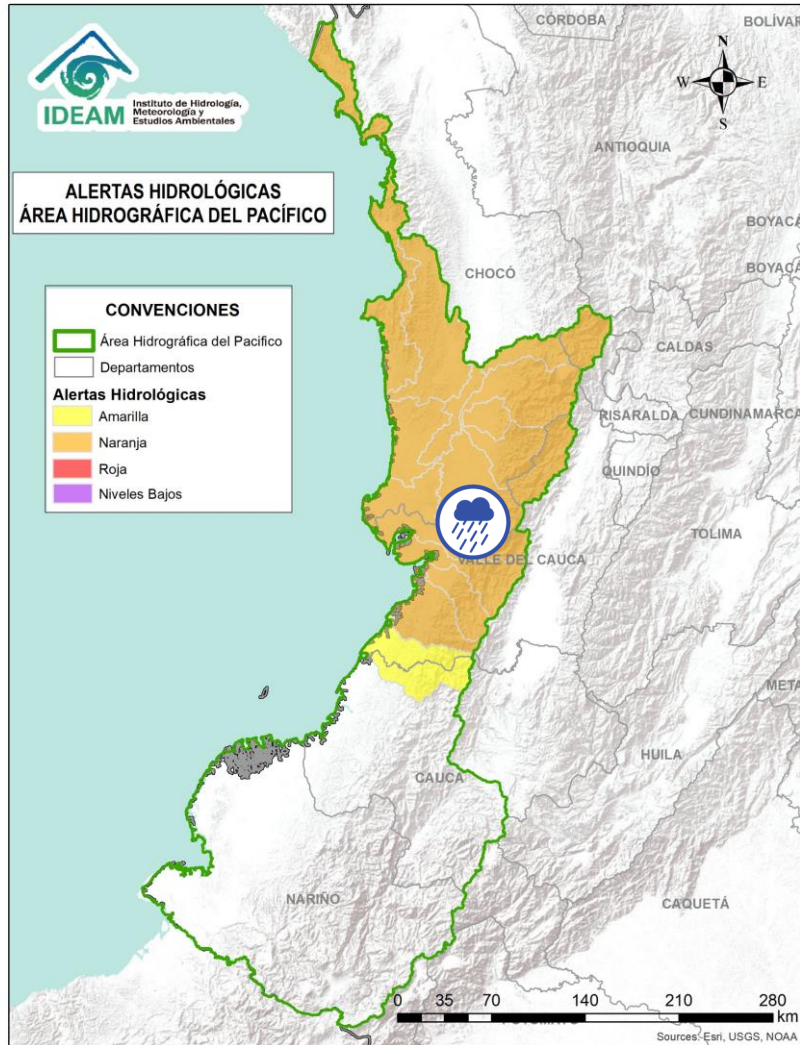 IDEAM
Instituto de Hidrología,
Meteorología y
Estudios Ambientales
CÓRDOBA
BOLÍVAR
N
W
E
S
ANTIOQUIA
ALERTAS HIDROLÓGICAS
ÁREA HIDROGRÁFICA DEL PACÍFICO
BOYACÁ
BOYACÁ
CHOCÓ
CONVENCIONES
Área Hidrográfica del Pacifico
Departamentos
Alertas Hidrológicas
Amarilla
Naranja
Roja
Niveles Bajos
CALDAS
RISARALDA
CUNDINAMARCA
QUINDÍO
TOLIMA
VALLE DEL CAUCA
META
HUILA
CAUCA
NARIÑO
CAQUETÁ
0 35 70 140 210 280
km
Sources: Esri, USGS, NOAA